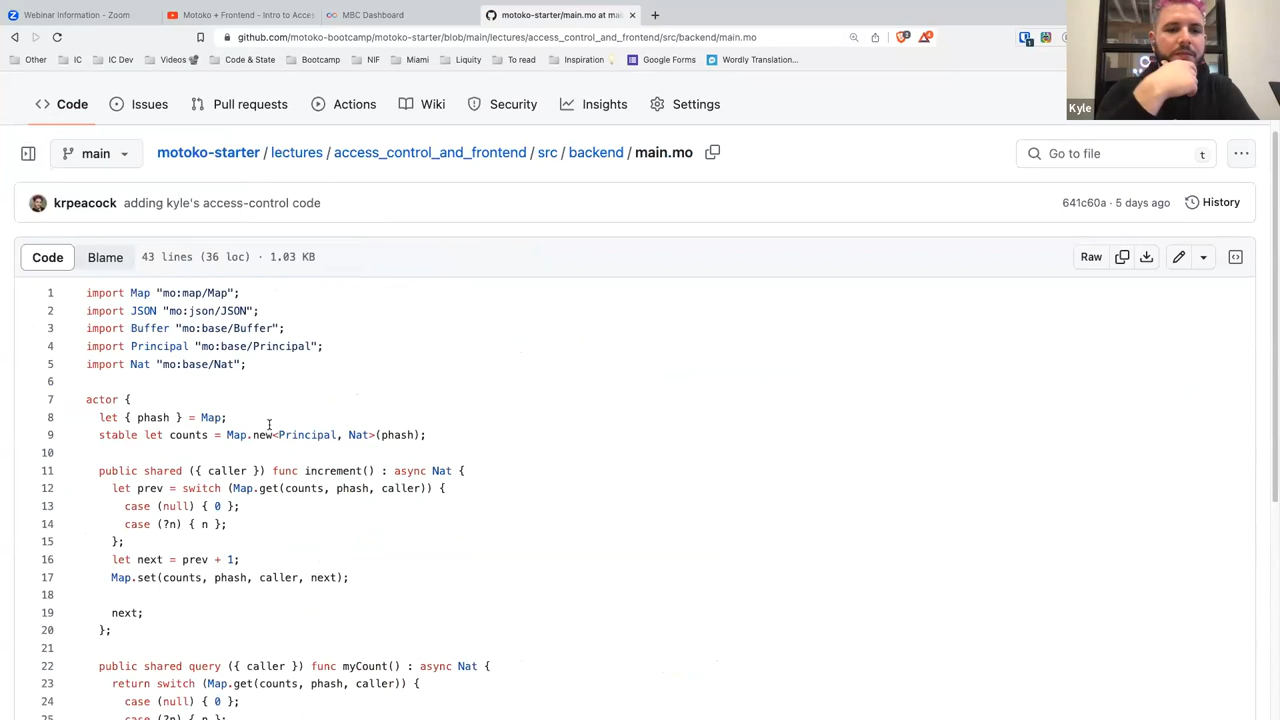 Webinar Information - Zoom
Motoko + Frontend - Intro to Acces
MBC Dashboard
motoko-starter/main.mo at mai
github.com/motoko-bootcamp/motoko-starter/blob/main/lectures/access_control_and_frontend/src/backend/main.mo
Other IC IC Dev Videos Code & State Bootcamp NIF Miami Liquity To read Inspiration Google Forms Wordly Translation...
Kyle
Code Issues Pull requests Actions Wiki Security Insights Settings
main motoko-starter / lectures / access_control_and_frontend / src / backend / main.mo Go to file t
krpeacock adding kyle's access-control code 641c60a · 5 days ago History
Code Blame 43 lines (36 loc) · 1.03 KB Raw
1 import Map "mo:map/Map";
2 import JSON "mo:json/JSON";
3 import Buffer "mo:base/Buffer";
4 import Principal "mo:base/Principal";
5 import Nat "mo:base/Nat";
6
7 actor {
8 let { phash } = Map;
9 stable let counts = Map.new<Principal, Nat>(phash);
10
11 public shared ({ caller }) func increment() : async Nat {
12 let prev = switch (Map.get(counts, phash, caller)) {
13 case (null) { 0 };
14 case (?n) { n };
15 };
16 let next = prev + 1;
17 Map.set(counts, phash, caller, next);
18
19 next;
20 };
21
22 public shared query ({ caller }) func myCount() : async Nat {
23 return switch (Map.get(counts, phash, caller)) {
24 case (null) { 0 };
25 case (?n) { n };